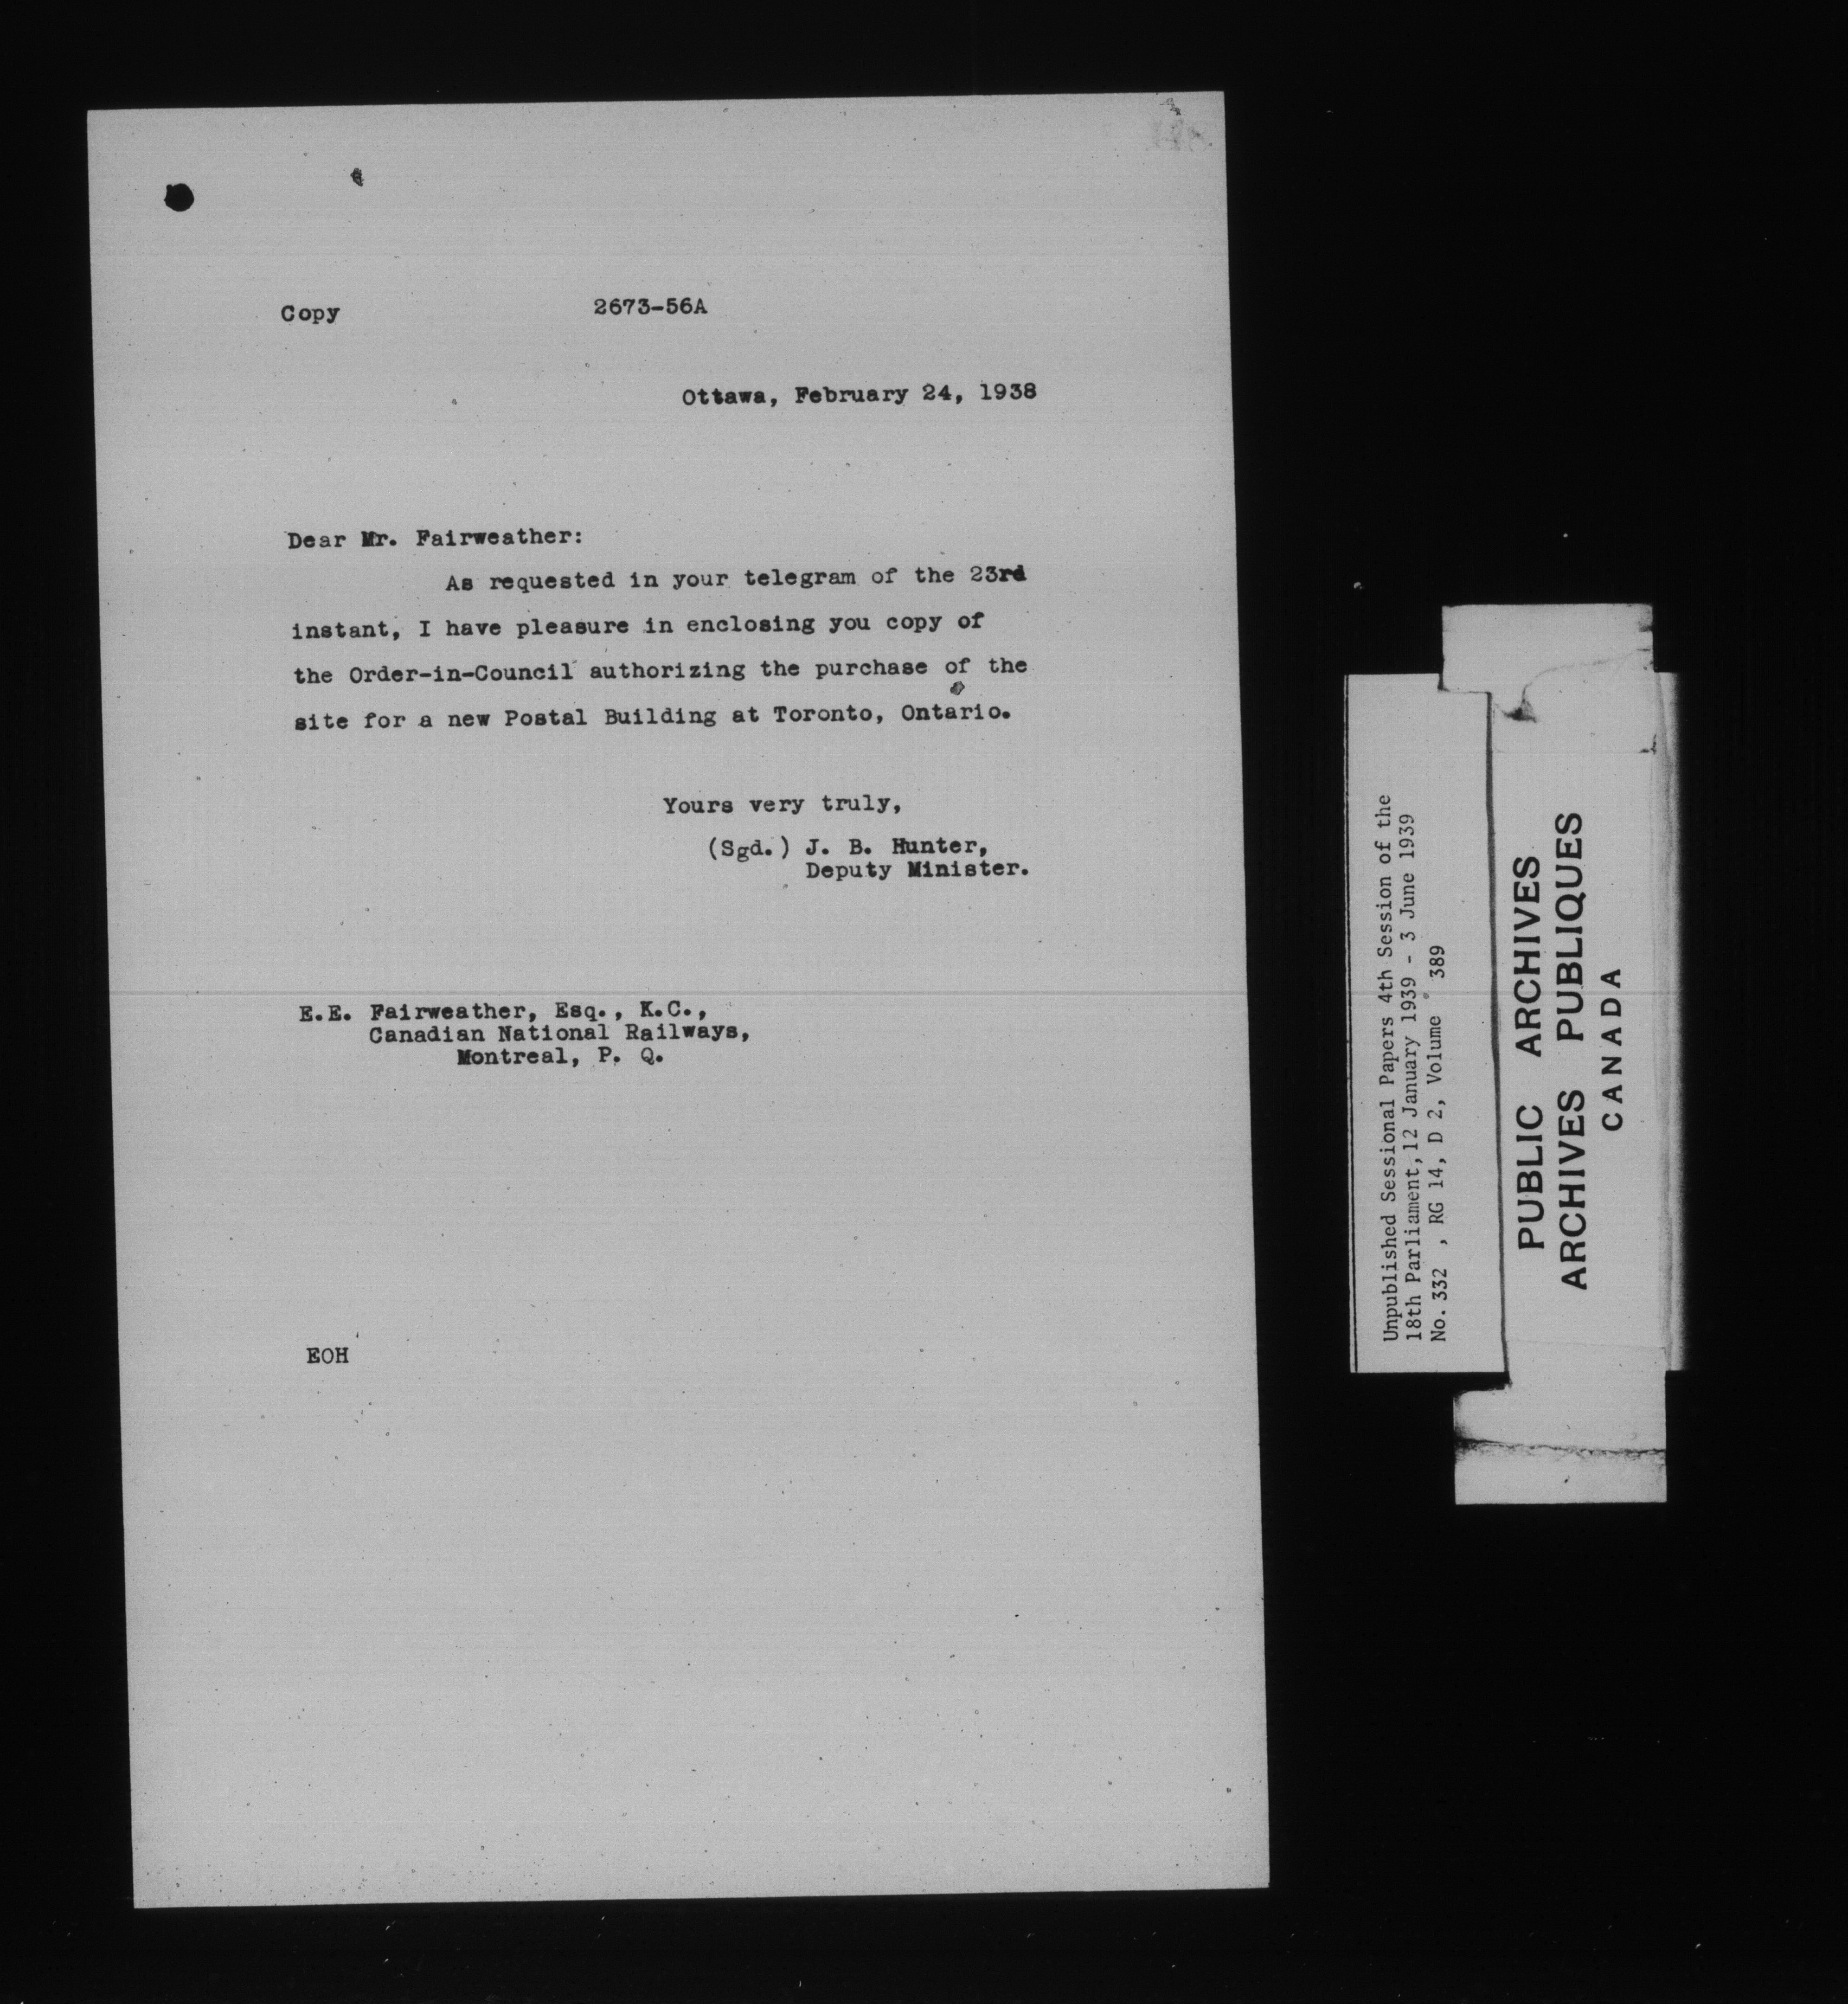 Copy 2673-56A
Ottawa, February 24, 1938
Dear Mr. Fairweather:
As requested in your telegram of the 23rd
instant, I have pleasure in enclosing you copy of
the Order-in-Council authorizing the purchase of the
site for a new Postal Building at Toronto, Ontario.
Yours very truly,
(Sgd.) J. B. Hunter,
Deputy Minister.
E.E. Fairweather, Esq., K.C.,
Canadian National Railways,
Montreal, P. Q.
EOH
Unpublished Sessional Papers 4th Session of the
18th Parliament, 12 January 1939 - 3 June 1939
No. 332 , RG 14, D 2, Volume 389
PUBLIC ARCHIVES
ARCHIVES PUBLIQUES
CANADA